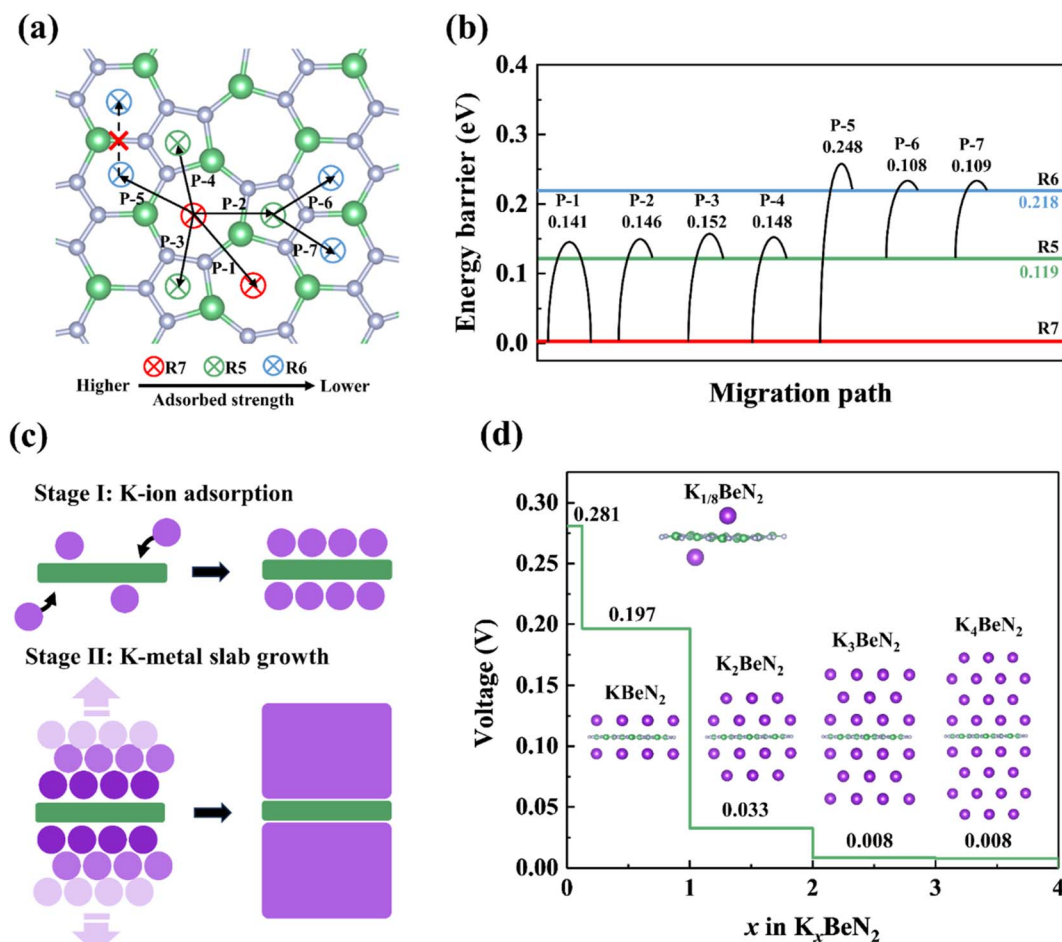 (a)
P-4
P-5
P-2
P-6
P-3
P-7
P-1
R7 R5 R6
Higher Lower
Adsorbed strength
(b)
Energy barrier (eV)
0.4
0.3
0.2
0.1
0.0
P-1
0.141
P-2
0.146
P-3
0.152
P-4
0.148
P-5
0.248
P-6
0.108
P-7
0.109
R6
0.218
R5
0.119
R7
Migration path
(c)
Stage I: K-ion adsorption
Stage II: K-metal slab growth
(d)
Voltage (V)
0.30
0.25
0.20
0.15
0.10
0.05
0.00
0.281
0.197
0.033
0.008
0.008
K1/8BeN2
KBeN2
K2BeN2
K3BeN2
K4BeN2
0 1 2 3 4
x in KxBeN2